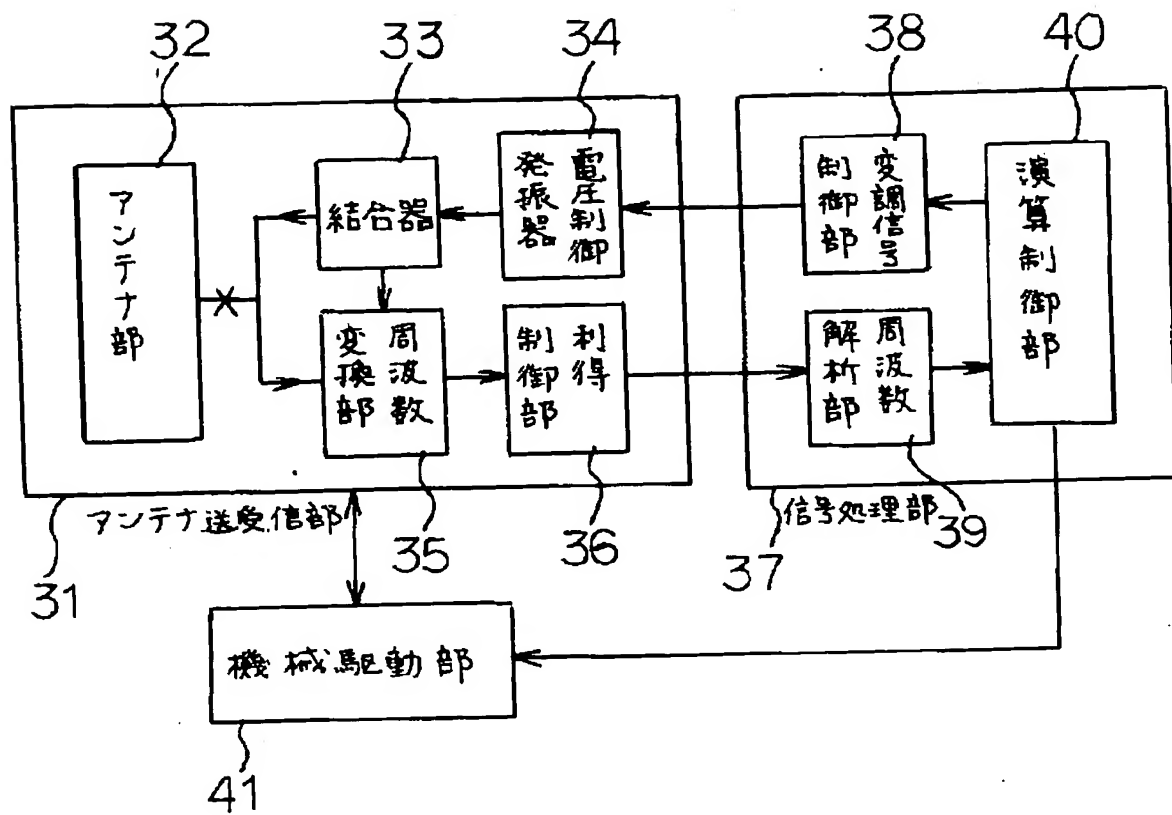 32
33
34
38
40
アンテナ部
結合器
電圧制御
発振器
変調信号
制御部
演算制御部
周波数
変換部
利得
制御部
周波数
解析部
アンテナ送受信部
信号処理部
31
35
36
37
39
機械駆動部
41